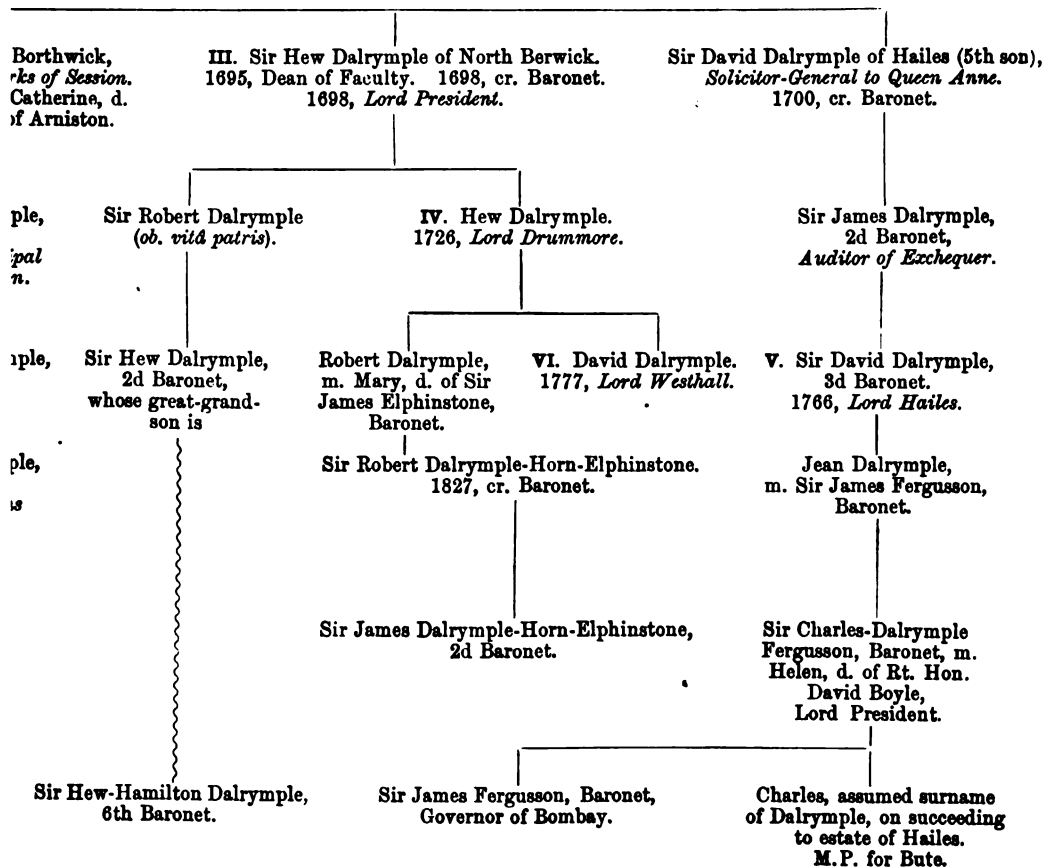 Borthwick,
rks of Session.
Catherine, d.
of Arniston.
III. Sir Hew Dalrymple of North Berwick.
1695, Dean of Faculty. 1698, cr. Baronet.
1698, Lord President.
Sir David Dalrymple of Hailes (5th son),
Solicitor-General to Queen Anne.
1700, cr. Baronet.
ple,
ipal
n.
Sir Robert Dalrymple
(ob. vitâ patris).
IV. Hew Dalrymple.
1726, Lord Drummore.
Sir James Dalrymple,
2d Baronet,
Auditor of Exchequer.
mple,
Sir Hew Dalrymple,
2d Baronet,
whose great-grand-
son is
Robert Dalrymple,
m. Mary, d. of Sir
James Elphinstone,
Baronet.
VI. David Dalrymple.
1777, Lord Westhall.
V. Sir David Dalrymple,
3d Baronet.
1766, Lord Hailes.
ple,
Sir Robert Dalrymple-Horn-Elphinstone.
1827, cr. Baronet.
Jean Dalrymple,
m. Sir James Fergusson,
Baronet.
Sir James Dalrymple-Horn-Elphinstone,
2d Baronet.
Sir Charles-Dalrymple
Fergusson, Baronet, m.
Helen, d. of Rt. Hon.
David Boyle,
Lord President.
Sir Hew-Hamilton Dalrymple,
6th Baronet.
Sir James Fergusson, Baronet,
Governor of Bombay.
Charles, assumed surname
of Dalrymple, on succeeding
to estate of Hailes.
M.P. for Bute.